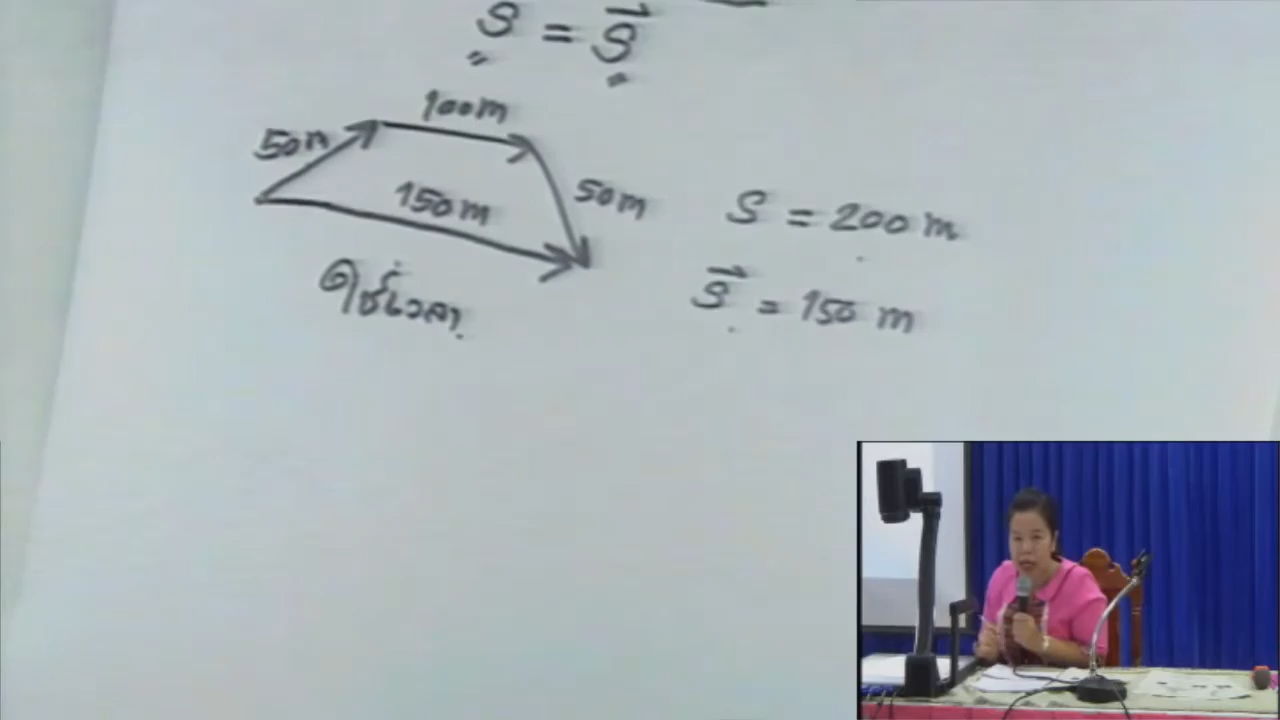 S = S⃗
100m
50m
150m
50m
S = 200 m
S⃗ = 150 m
ใช้เวลา